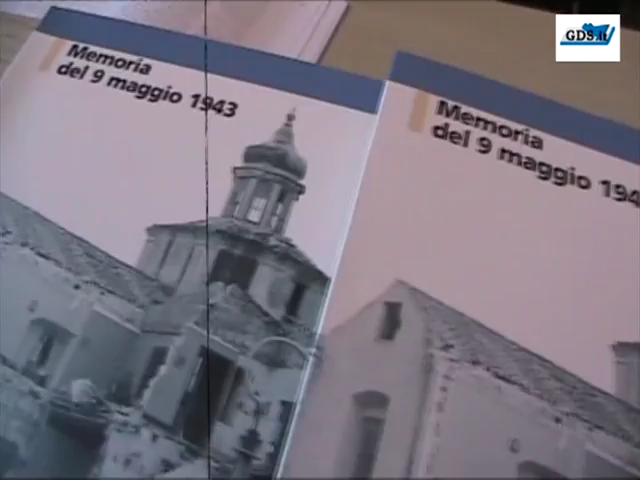 GDS.it
Memoria
del 9 maggio 1943
Memoria
del 9 maggio 194